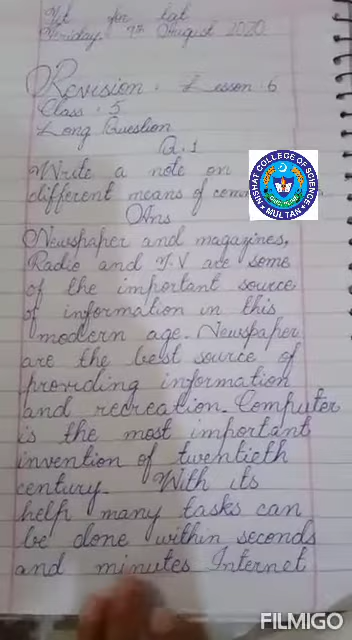 for
Friday. 7th August 2020
Revision. Lesson 6
Class : 5
Long Question
Q.1
Write a note on
different means of
Ans
Newspaper and magazines,
Radio and T.V are some
of the important source
of information in this
modern age. Newspaper
are the best source of
providing information
and recreation. Computer
is the most important
invention of twentieth
century. With its
help many tasks can
be done within seconds
and minutes Internet
NISHAT COLLEGE OF SCIENCE
MULTAN
FILMIGO